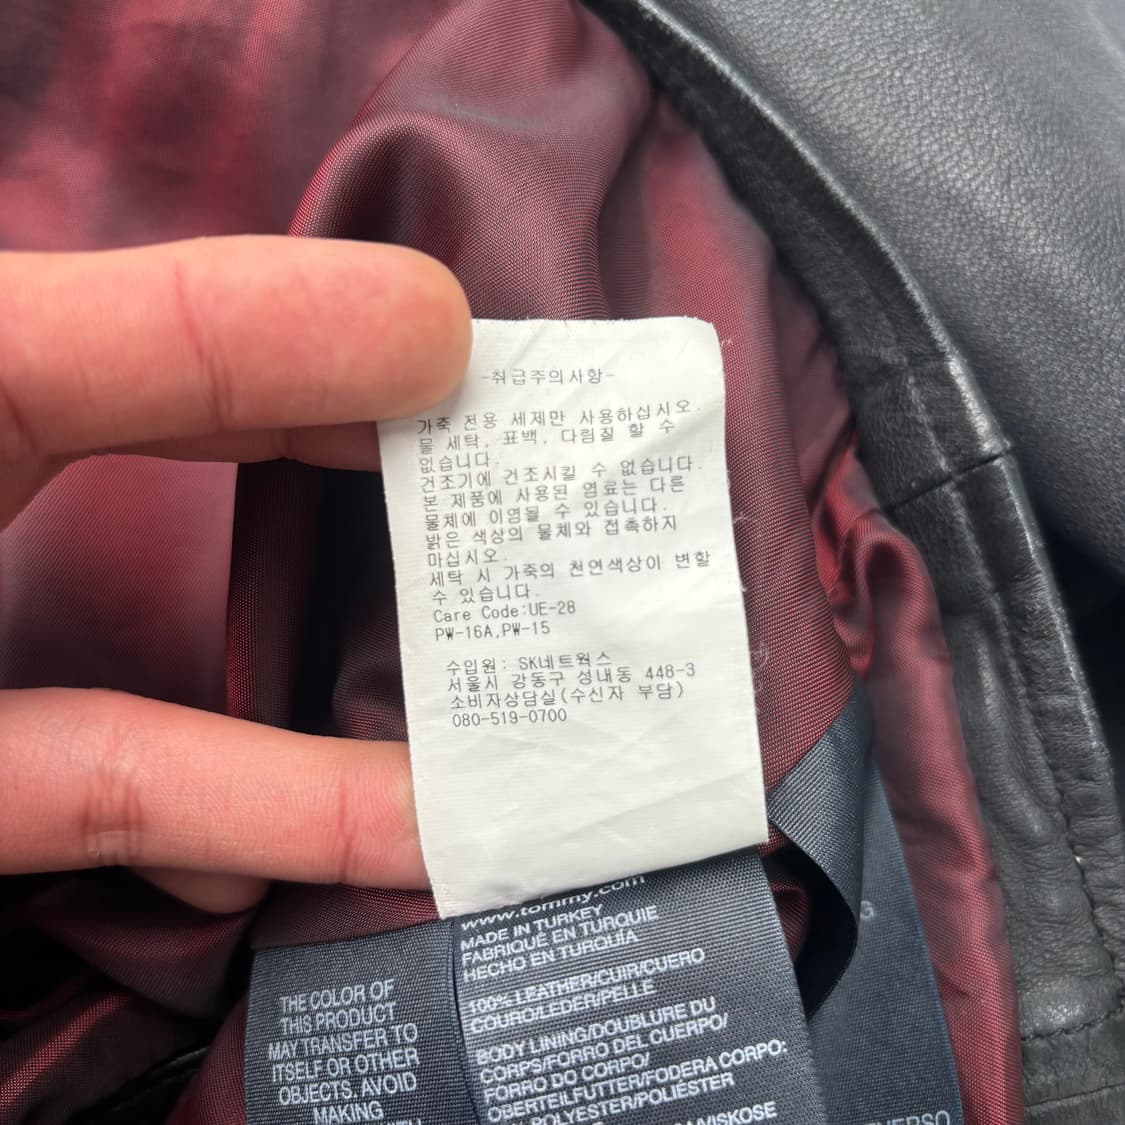 -취급주의사항-
가죽 전용 세제만 사용하십시오.
물 세탁, 표백, 다림질 할 수
없습니다.
건조기에 건조시킬 수 없습니다.
본 제품에 사용된 염료는 다른
물체에 이염될 수 있습니다.
밝은 색상의 물체와 접촉하지
마십시오.
세탁 시 가죽의 천연색상이 변할
수 있습니다.
Care Code:UE-28
PW-16A,PW-15
수입원: SK네트웍스
서울시 강동구 성내동 448-3
소비자상담실(수신자 부담)
080-519-0700
www.tommy.com
MADE IN TURKEY
FABRIQUÉ EN TURQUIE
HECHO EN TURQUÍA
100% LEATHER/CUIR/CUERO
COURO/LEDER/PELLE
BODY LINING/DOUBLURE DU
CORPS/FORRO DEL CUERPO/
FORRO DO CORPO/
OBERTEILFUTTER/FODERA CORPO:
POLYESTER/POLIÉSTER
/VISKOSE
THE COLOR OF
THIS PRODUCT
MAY TRANSFER TO
ITSELF OR OTHER
OBJECTS. AVOID
MAKING